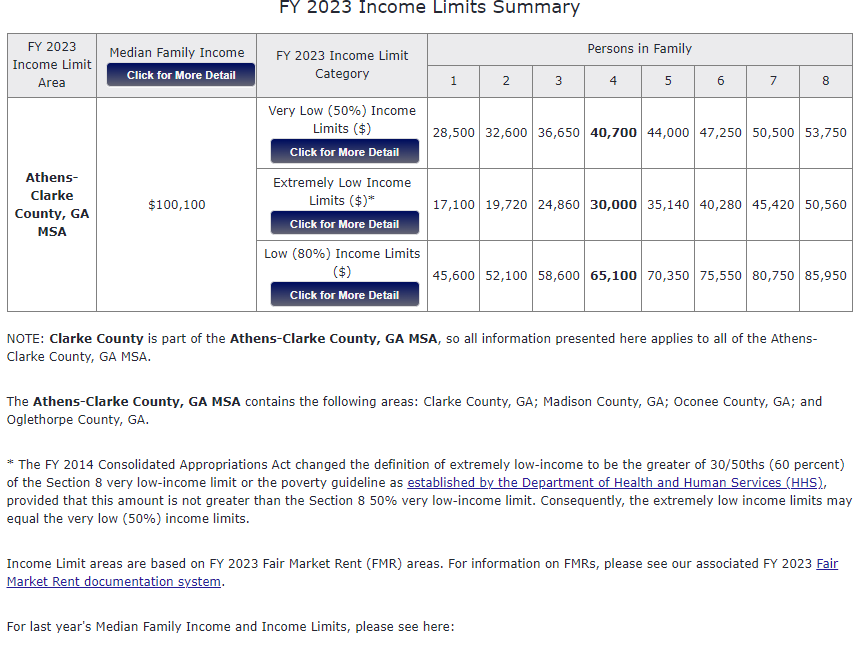 FY 2023 Income Limits Summary
FY 2023
Income Limit
Area
Median Family Income
Click for More Detail
FY 2023 Income Limit
Category
Persons in Family
1 2 3 4 5 6 7 8
Athens-
Clarke
County, GA
MSA
$100,100
Very Low (50%) Income
Limits ($)
Click for More Detail
28,500 32,600 36,650 40,700 44,000 47,250 50,500 53,750
Extremely Low Income
Limits ($)*
Click for More Detail
17,100 19,720 24,860 30,000 35,140 40,280 45,420 50,560
Low (80%) Income Limits
($)
Click for More Detail
45,600 52,100 58,600 65,100 70,350 75,550 80,750 85,950
NOTE: Clarke County is part of the Athens-Clarke County, GA MSA, so all information presented here applies to all of the Athens-
Clarke County, GA MSA.
The Athens-Clarke County, GA MSA contains the following areas: Clarke County, GA; Madison County, GA; Oconee County, GA; and
Oglethorpe County, GA.
* The FY 2014 Consolidated Appropriations Act changed the definition of extremely low-income to be the greater of 30/50ths (60 percent)
of the Section 8 very low-income limit or the poverty guideline as established by the Department of Health and Human Services (HHS),
provided that this amount is not greater than the Section 8 50% very low-income limit. Consequently, the extremely low income limits may
equal the very low (50%) income limits.
Income Limit areas are based on FY 2023 Fair Market Rent (FMR) areas. For information on FMRs, please see our associated FY 2023 Fair
Market Rent documentation system.
For last year's Median Family Income and Income Limits, please see here: